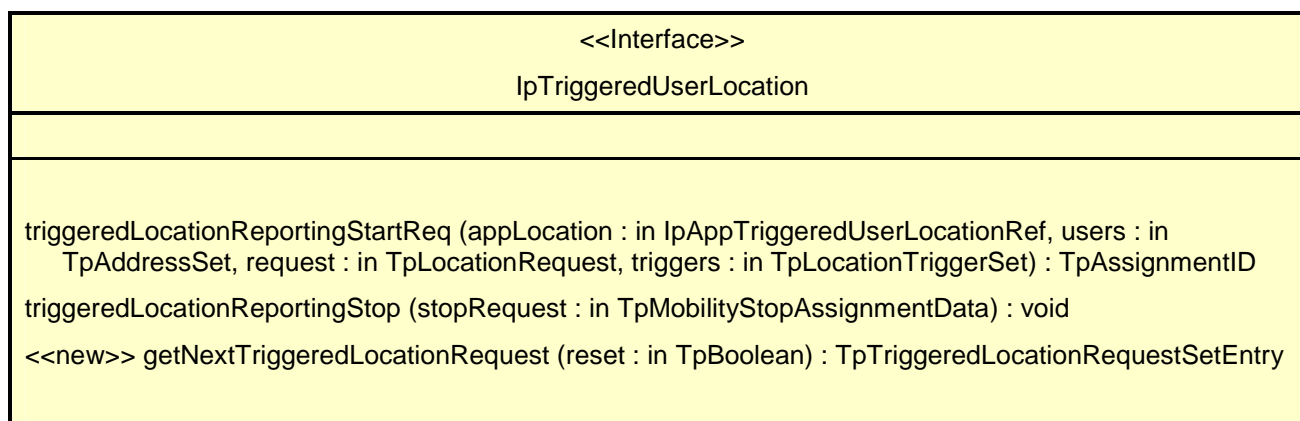 <<Interface>>
IpTriggeredUserLocation
triggeredLocationReportingStartReq (appLocation : in IpAppTriggeredUserLocationRef, users : in
TpAddressSet, request : in TpLocationRequest, triggers : in TpLocationTriggerSet) : TpAssignmentID
triggeredLocationReportingStop (stopRequest : in TpMobilityStopAssignmentData) : void
<<new>> getNextTriggeredLocationRequest (reset : in TpBoolean) : TpTriggeredLocationRequestSetEntry